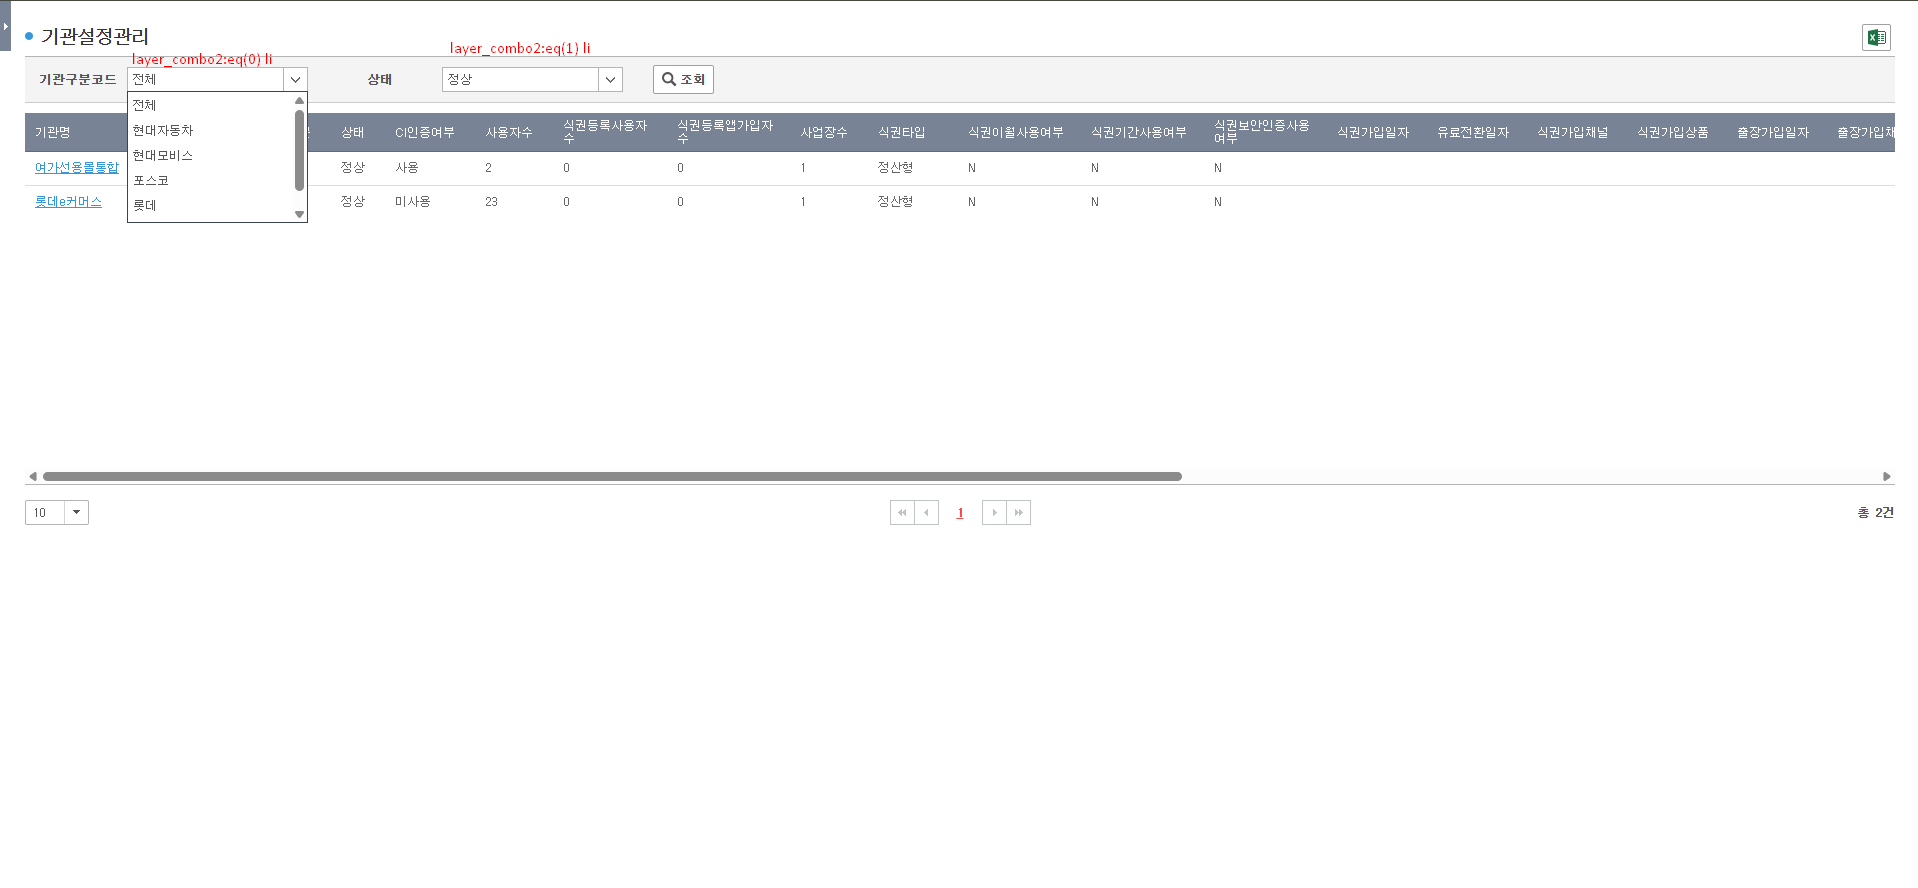 기관설정관리
layer_combo2:eq(0) li
layer_combo2:eq(1) li
기관구분코드 전체
상태 정상
조회
전체
현대자동차
현대모비스
포스코
롯데
기관명 상태 CI인증여부 사용자수 식권등록사용자수 식권등록앱가입자수 사업장수 식권타입 식권이월사용여부 식권기간사용여부 식권보안인증사용여부 식권가입일자 유료전환일자 식권가입채널 식권가입상품 출장가입일자 출장가입채
여가선용몰통합 정상 사용 2 0 0 1 정산형 N N N
롯데e커머스 정상 미사용 23 0 0 1 정산형 N N N
10
1
총 2건